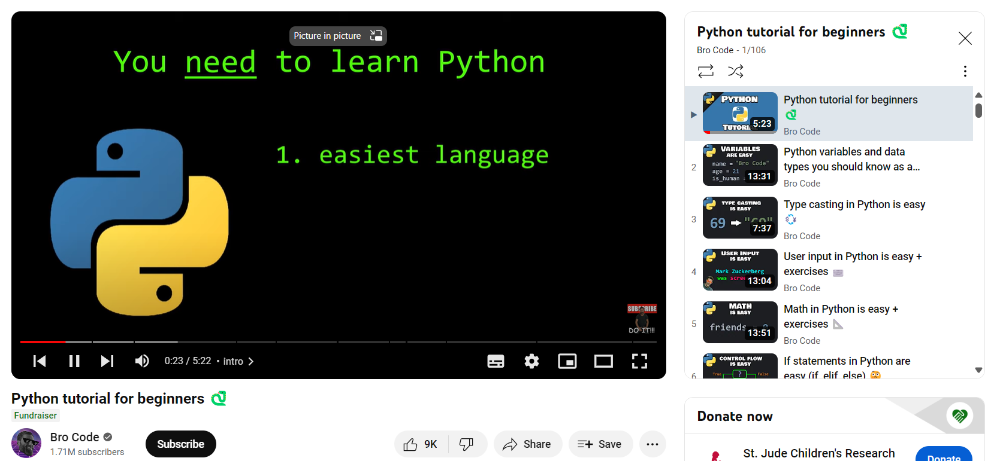 Picture in picture
You need to learn Python
1. easiest language
SUBSCRIBE
DO IT!!!
0:23 / 5:22 • intro
Python tutorial for beginners
Fundraiser
Bro Code
1.71M subscribers
Subscribe
9K
Share
Save
Python tutorial for beginners
Bro Code - 1/106
PYTHON
TUTORIAL
5:23
Python tutorial for beginners
Bro Code
2
VARIABLES
ARE EASY
name = "Bro Code"
age = 21
is_human =
13:31
Python variables and data
types you should know as a...
Bro Code
3
TYPE CASTING
IS EASY
69 "69"
7:37
Type casting in Python is easy
Bro Code
4
USER INPUT
IS EASY
Mark Zuckerberg
was
13:04
User input in Python is easy +
exercises
Bro Code
5
MATH
IS EASY
friends
13:51
Math in Python is easy +
exercises
Bro Code
6
CONTROL FLOW
IS EASY
True ? False
If statements in Python are
easy (if, elif, else)
Donate now
St. Jude Children's Research
Donate